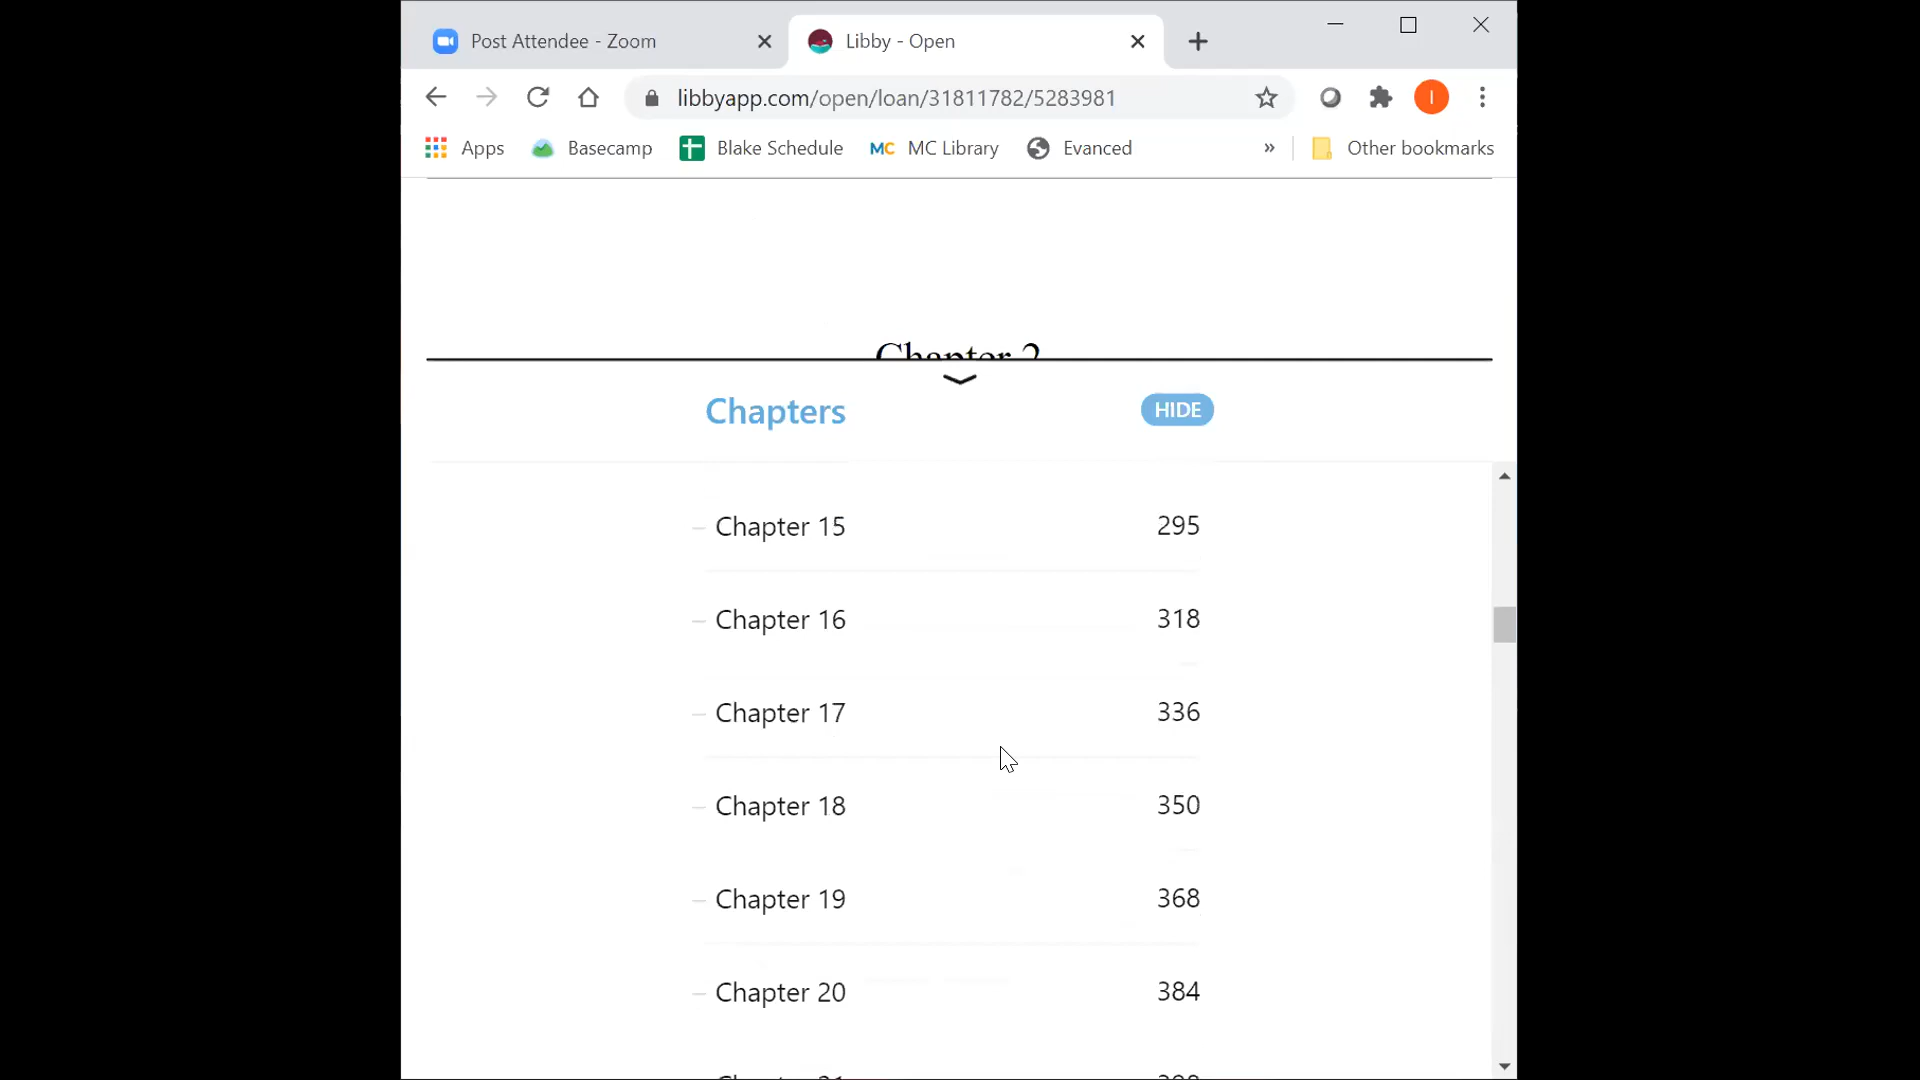 Post Attendee - Zoom
Libby - Open
libbyapp.com/open/loan/31811782/5283981
I
Apps
Basecamp
Blake Schedule
MC MC Library
Evanced
»
Other bookmarks
Chapter 2
Chapters
HIDE
Chapter 15 295
Chapter 16 318
Chapter 17 336
Chapter 18 350
Chapter 19 368
Chapter 20 384